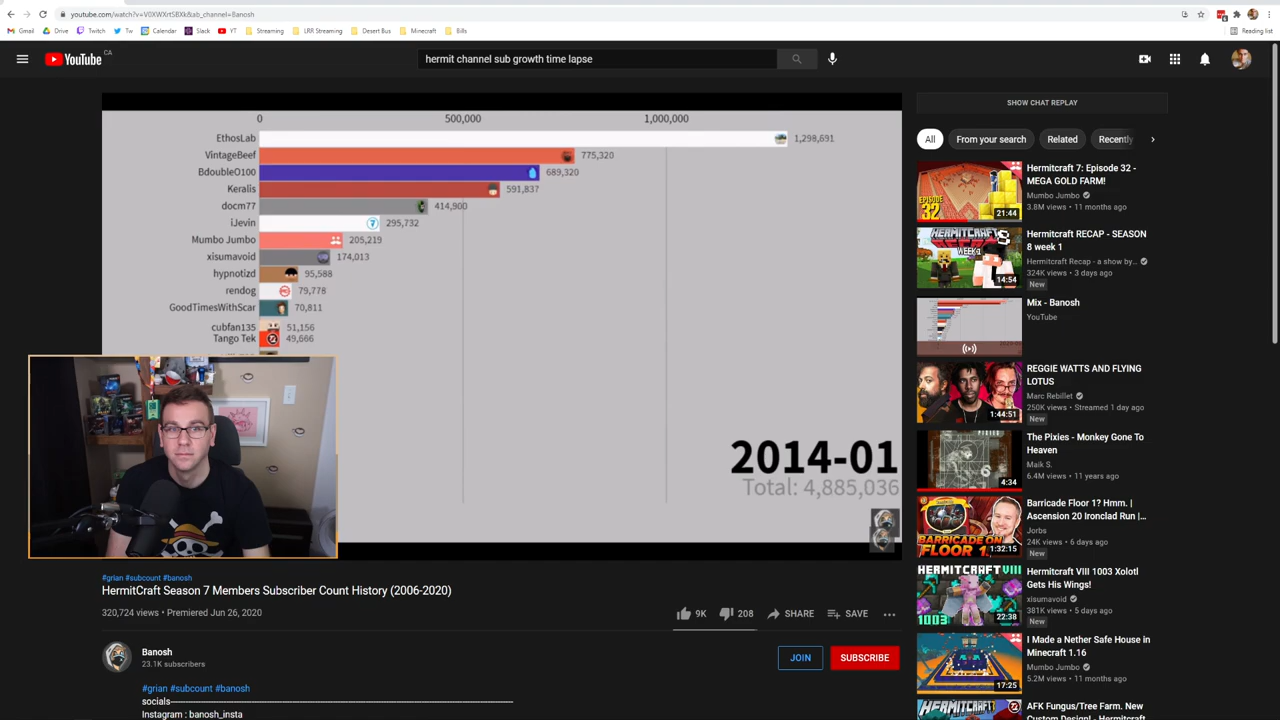 youtube.com/watch?v=V0XWXrtSBXk&ab_channel=Banosh
Gmail
Drive
Twitch
Tw
Calendar
Slack
YT
Streaming
LRR Streaming
Desert Bus
Minecraft
Bills
Reading list
YouTube CA
hermit channel sub growth time lapse
0
500,000
1,000,000
EthosLab 1,298,691
VintageBeef 775,320
BdoubleO100 689,320
Keralis 591,837
docm77 414,900
iJevin 295,732
Mumbo Jumbo 205,219
xisumavoid 174,013
hypnotizd 95,588
rendog 79,778
GoodTimesWithScar 70,811
cubfan135 51,156
Tango Tek 49,666
2014-01
Total: 4,885,036
#grian #subcount #banosh
HermitCraft Season 7 Members Subscriber Count History (2006-2020)
320,724 views • Premiered Jun 26, 2020
9K
208
SHARE
SAVE
Banosh
23.1K subscribers
JOIN
SUBSCRIBE
#grian #subcount #banosh
socials-----------------------------------------------------------------------
Instagram : banosh_insta
SHOW CHAT REPLAY
All
From your search
Related
Recently
EPISODE
32
21:44
Hermitcraft 7: Episode 32 -
MEGA GOLD FARM!
Mumbo Jumbo
3.8M views • 11 months ago
HERMITCRAFT
WEEK 1
14:54
Hermitcraft RECAP - SEASON
8 week 1
Hermitcraft Recap - a show by...
324K views • 3 days ago
New
Mix - Banosh
YouTube
1:44:51
REGGIE WATTS AND FLYING
LOTUS
Marc Rebillet
250K views • Streamed 1 day ago
New
4:34
The Pixies - Monkey Gone To
Heaven
Maik S.
6.4M views • 11 years ago
BARRICADE
ON FLOOR 1
1:32:15
Barricade Floor 1? Hmm. |
Ascension 20 Ironclad Run |...
Jorbs
24K views • 6 days ago
New
HERMITCRAFT VIII
1003
22:38
Hermitcraft VIII 1003 Xolotl
Gets His Wings!
xisumavoid
381K views • 5 days ago
New
17:25
I Made a Nether Safe House in
Minecraft 1.16
Mumbo Jumbo
5.2M views • 11 months ago
AFK Fungus/Tree Farm. New
Custom Design! - Hermitcraft